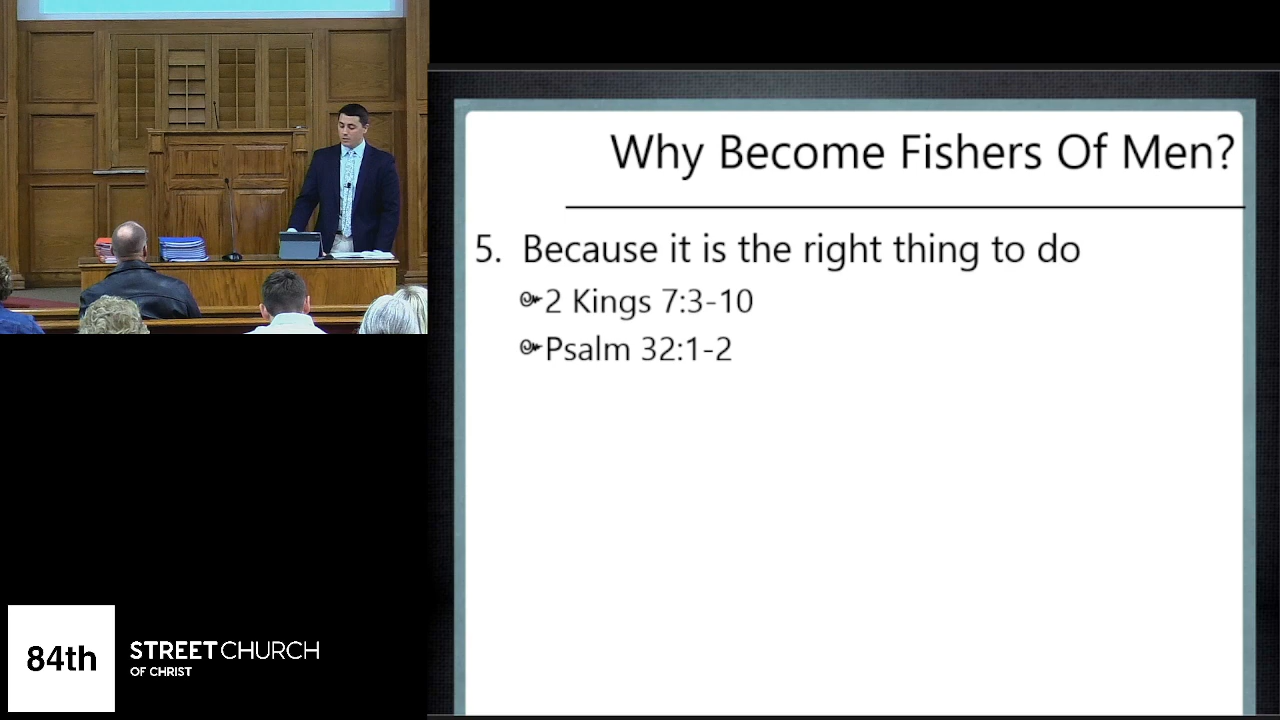 Why Become Fishers Of Men?
5. Because it is the right thing to do
2 Kings 7:3-10
Psalm 32:1-2
84th
STREET CHURCH
OF CHRIST